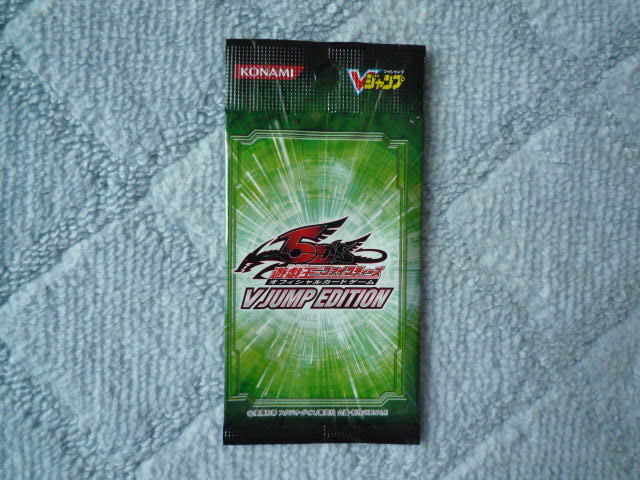 KONAMI
Vジャンプ
5D's
遊戯王ファイブディーズ
オフィシャルカードゲーム
V JUMP EDITION